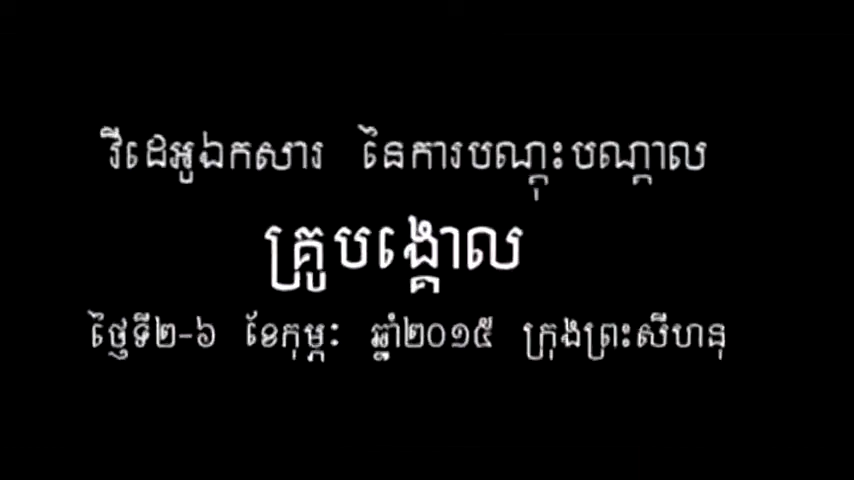 វីដេអូឯកសារ នៃការបណ្តុះបណ្តាល
គ្រូបង្គោល
ថ្ងៃទី២-៦ ខែកុម្ភៈ ឆ្នាំ២០១៥ ក្រុងព្រះសីហនុ